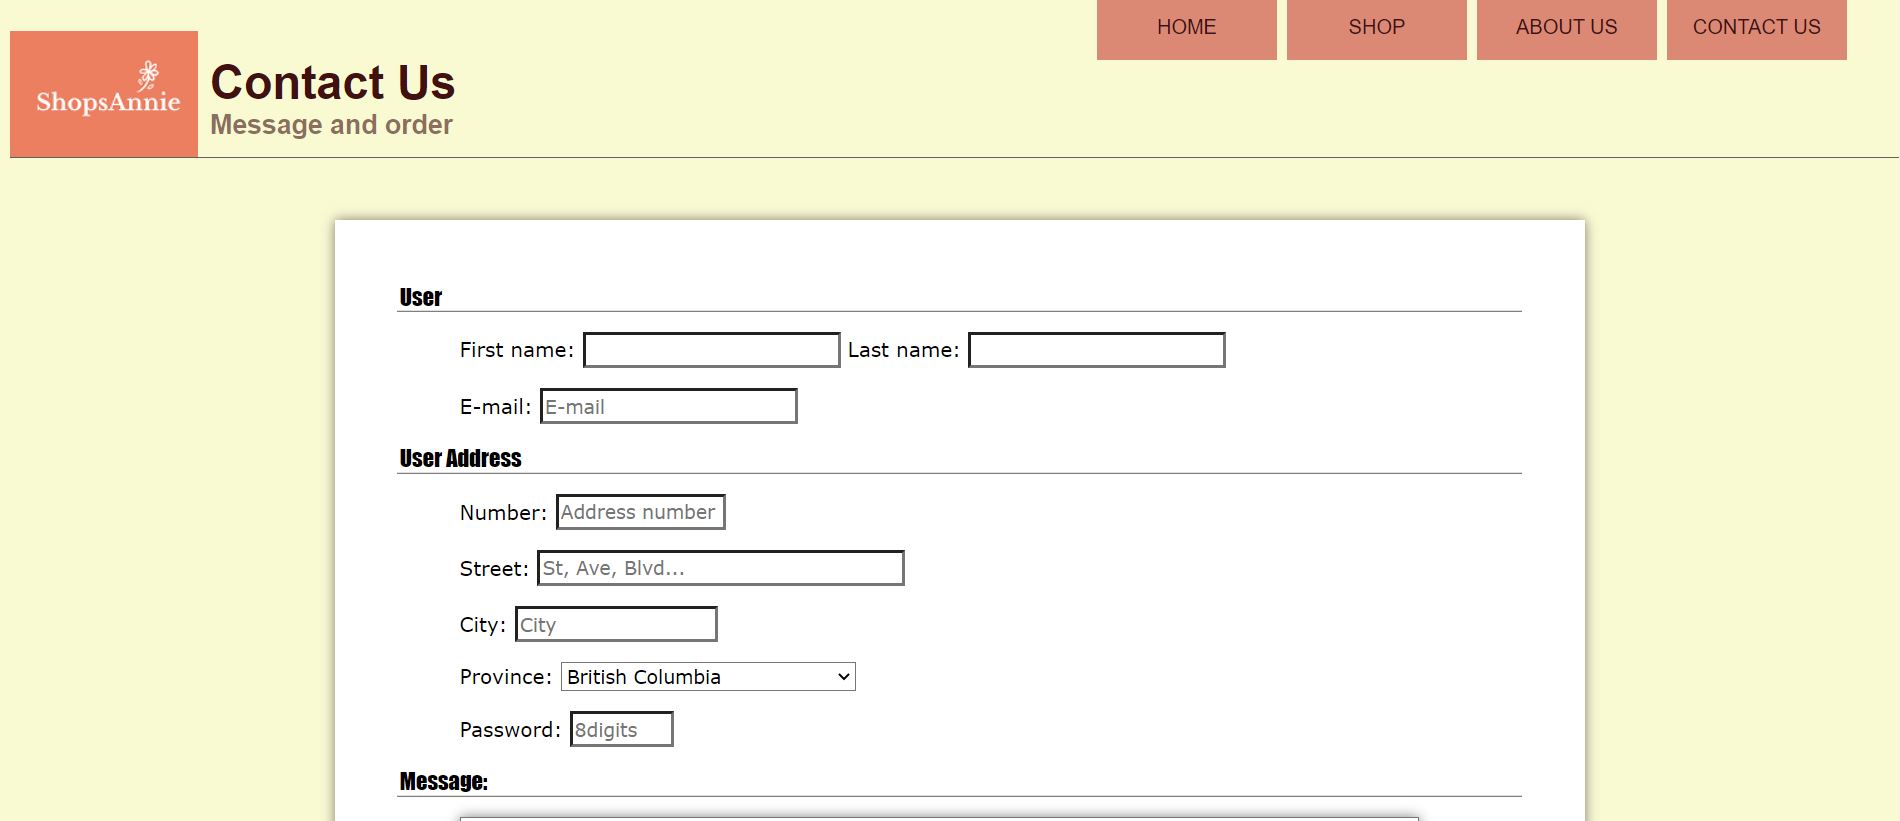 HOME SHOP ABOUT US CONTACT US
ShopsAnnie
Contact Us
Message and order
User
First name: Last name:
E-mail: E-mail
User Address
Number: Address number
Street: St, Ave, Blvd...
City: City
Province: British Columbia
Password: 8digits
Message: